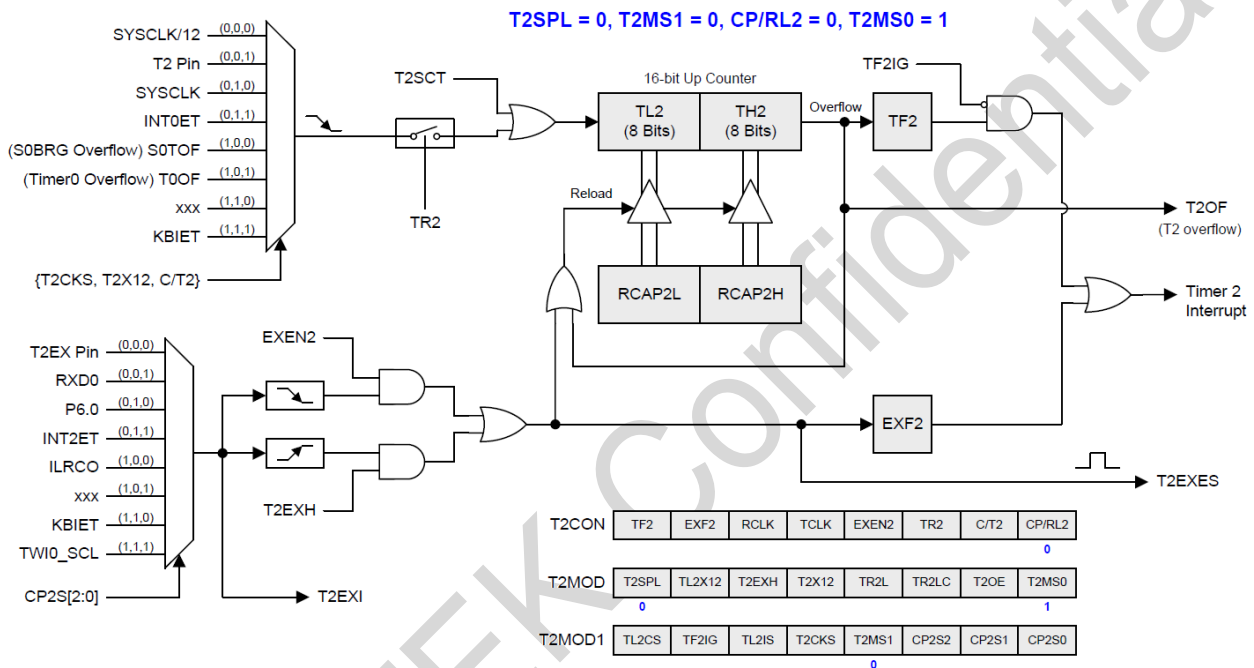 T2SPL = 0, T2MS1 = 0, CP/RL2 = 0, T2MS0 = 1
SYSCLK/12 (0,0,0)
T2 Pin (0,0,1)
SYSCLK (0,1,0)
INT0ET (0,1,1)
(S0BRG Overflow) S0TOF (1,0,0)
(Timer0 Overflow) T0OF (1,0,1)
xxx (1,1,0)
KBIET (1,1,1)
{T2CKS, T2X12, C/T2}
TR2
T2SCT
16-bit Up Counter
TL2
(8 Bits)
TH2
(8 Bits)
Overflow
TF2IG
TF2
Reload
RCAP2L
RCAP2H
T2OF
(T2 overflow)
Timer 2
Interrupt
T2EX Pin (0,0,0)
RXD0 (0,0,1)
P6.0 (0,1,0)
INT2ET (0,1,1)
ILRCO (1,0,0)
xxx (1,0,1)
KBIET (1,1,0)
TWI0_SCL (1,1,1)
CP2S[2:0]
EXEN2
T2EXH
T2EXI
EXF2
T2EXES
T2CON TF2 EXF2 RCLK TCLK EXEN2 TR2 C/T2 CP/RL2
0
T2MOD T2SPL TL2X12 T2EXH T2X12 TR2L TR2LC T2OE T2MS0
0 1
T2MOD1 TL2CS TF2IG TL2IS T2CKS T2MS1 CP2S2 CP2S1 CP2S0
0